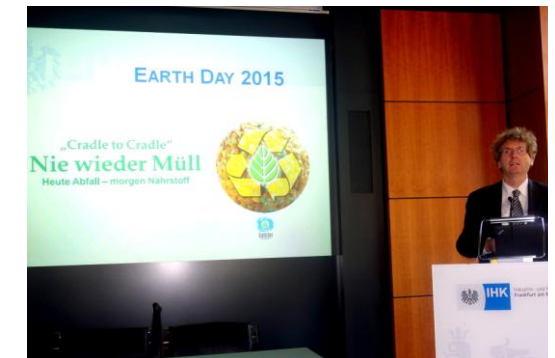 EARTH DAY 2015
„Cradle to Cradle“
Nie wieder Müll
Heute Abfall – morgen Nährstoff
IHK
Frankfurt am